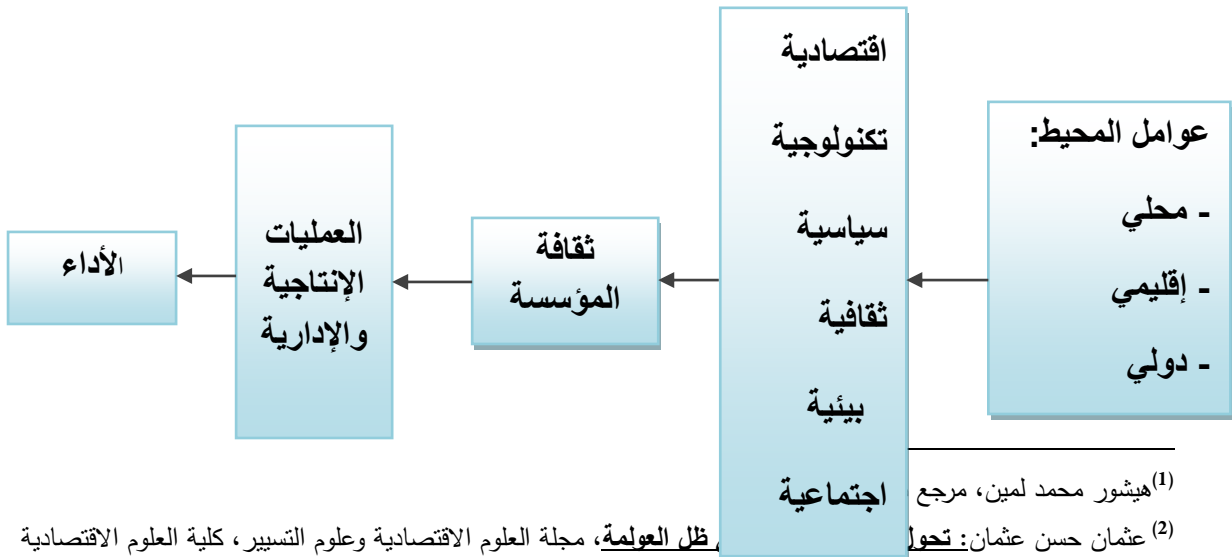 عوامل المحيط:
- محلي
- إقليمي
- دولي
اقتصادية
تكنولوجية
سياسية
ثقافية
بيئية
اجتماعية
ثقافة
المؤسسة
العمليات
الإنتاجية
والإدارية
الأداء
(1)هيشور محمد لمين، مرجع
(2) عثمان حسن عثمان: ظل العولمة، مجلة العلوم الاقتصادية وعلوم التسيير، كلية العلوم الاقتصادية